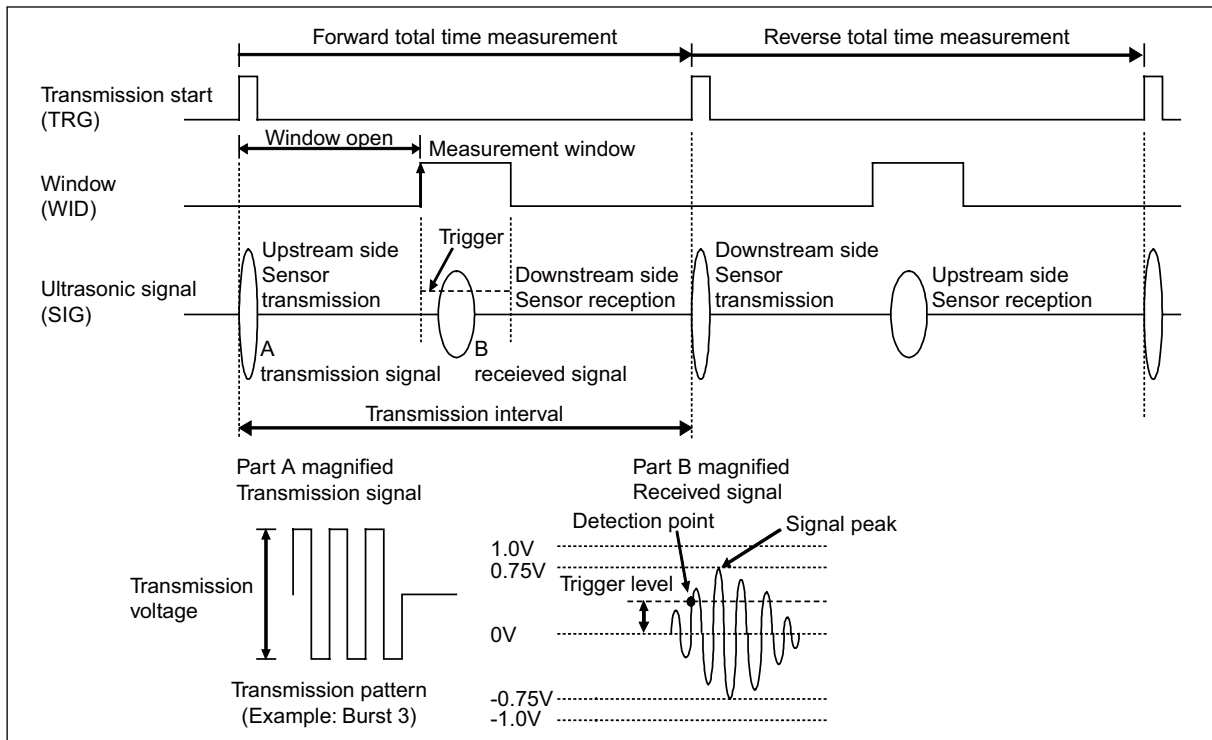 Forward total time measurement
Reverse total time measurement
Transmission start
(TRG)
Window open
Measurement window
Window
(WID)
Trigger
Upstream side
Sensor
transmission
Downstream side
Sensor reception
Downstream side
Sensor
transmission
Upstream side
Sensor reception
Ultrasonic signal
(SIG)
A
transmission signal
B
receieved signal
Transmission interval
Part A magnified
Transmission signal
Part B magnified
Received signal
Detection point
Signal peak
1.0V
0.75V
Trigger level
0V
-0.75V
-1.0V
Transmission
voltage
Transmission pattern
(Example: Burst 3)